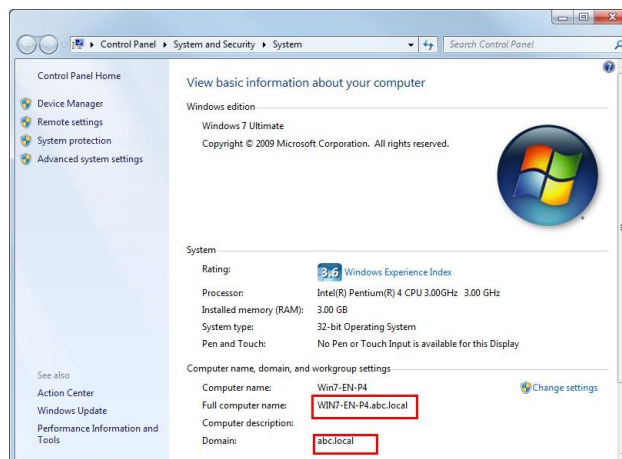 Control Panel ▸ System and Security ▸ System
Search Control Panel
Control Panel Home
Device Manager
Remote settings
System protection
Advanced system settings
See also
Action Center
Windows Update
Performance Information and
Tools
View basic information about your computer
Windows edition
Windows 7 Ultimate
Copyright © 2009 Microsoft Corporation. All rights reserved.
System
Rating: 3.6 Windows Experience Index
Processor: Intel(R) Pentium(R) 4 CPU 3.00GHz 3.00 GHz
Installed memory (RAM): 3.00 GB
System type: 32-bit Operating System
Pen and Touch: No Pen or Touch Input is available for this Display
Computer name, domain, and workgroup settings
Computer name: Win7-EN-P4 Change settings
Full computer name: WIN7-EN-P4.abc.local
Computer description:
Domain: abc.local